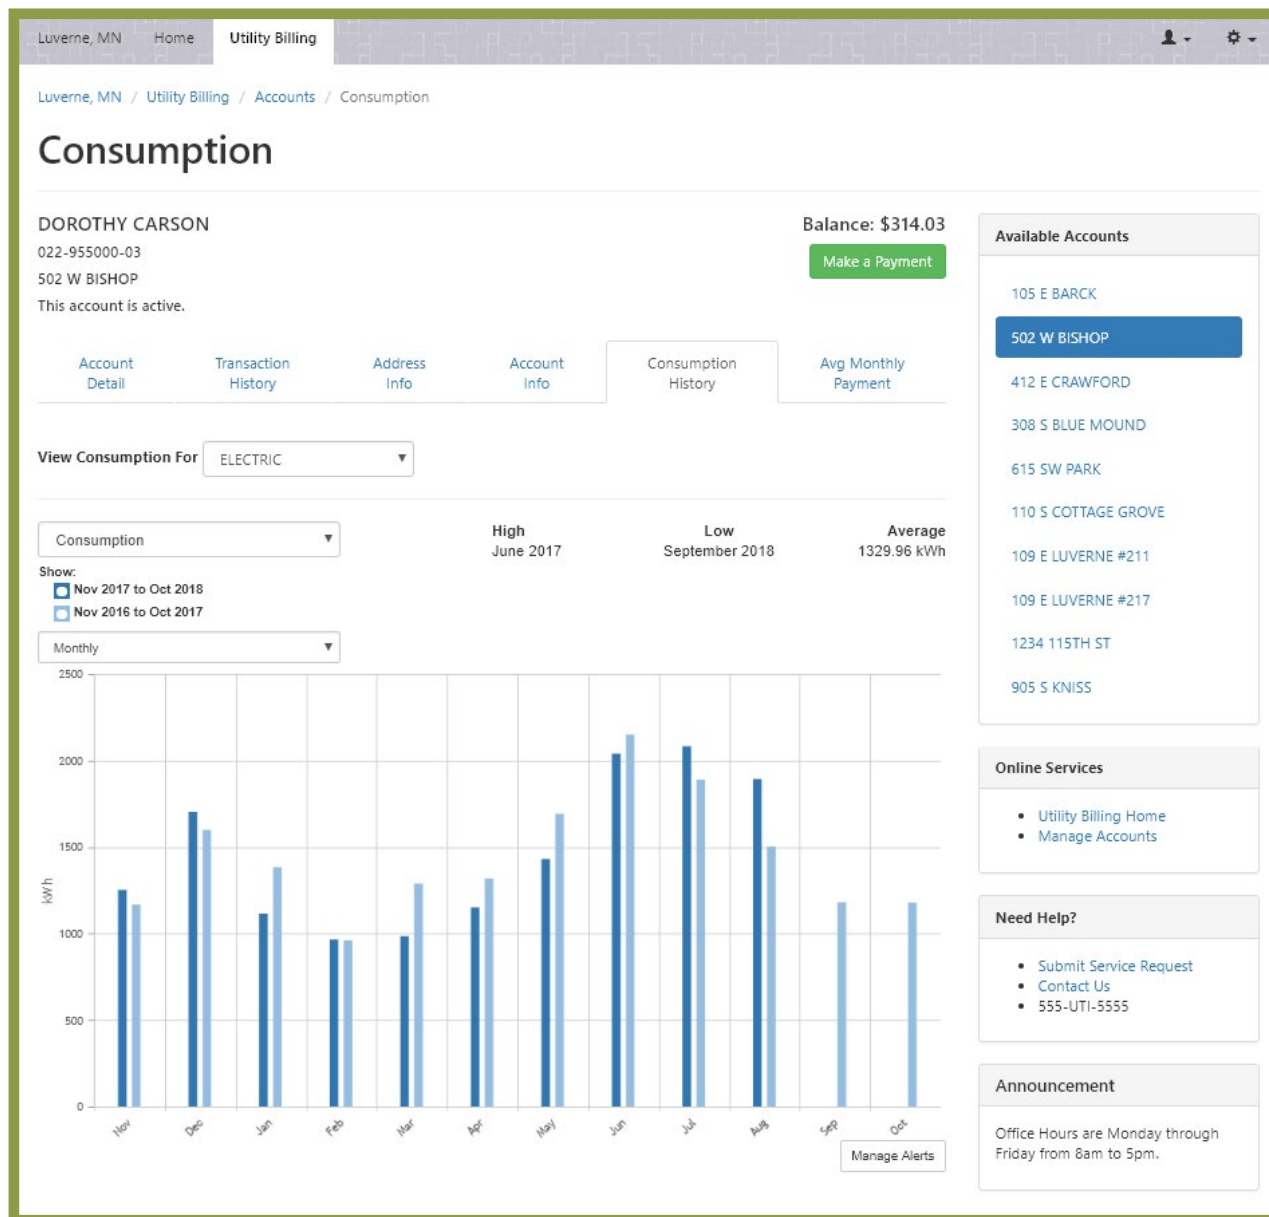 Luverne, MN Home Utility Billing
Luverne, MN / Utility Billing / Accounts / Consumption
Consumption
DOROTHY CARSON
022-955000-03
502 W BISHOP
This account is active.
Balance: $314.03
Make a Payment
Account Detail
Transaction History
Address Info
Account Info
Consumption History
Avg Monthly Payment
View Consumption For ELECTRIC
Consumption
High
June 2017
Low
September 2018
Average
1329.96 kWh
Show:
Nov 2017 to Oct 2018
Nov 2016 to Oct 2017
Monthly
2500
2000
1500
1000
500
0
kWh
Nov Dec Jan Feb Mar Apr May Jun Jul Aug Sep Oct
Manage Alerts
Available Accounts
105 E BARCK
502 W BISHOP
412 E CRAWFORD
308 S BLUE MOUND
615 SW PARK
110 S COTTAGE GROVE
109 E LUVERNE #211
109 E LUVERNE #217
1234 115TH ST
905 S KNISS
Online Services
Utility Billing Home
Manage Accounts
Need Help?
Submit Service Request
Contact Us
555-UTI-5555
Announcement
Office Hours are Monday through
Friday from 8am to 5pm.